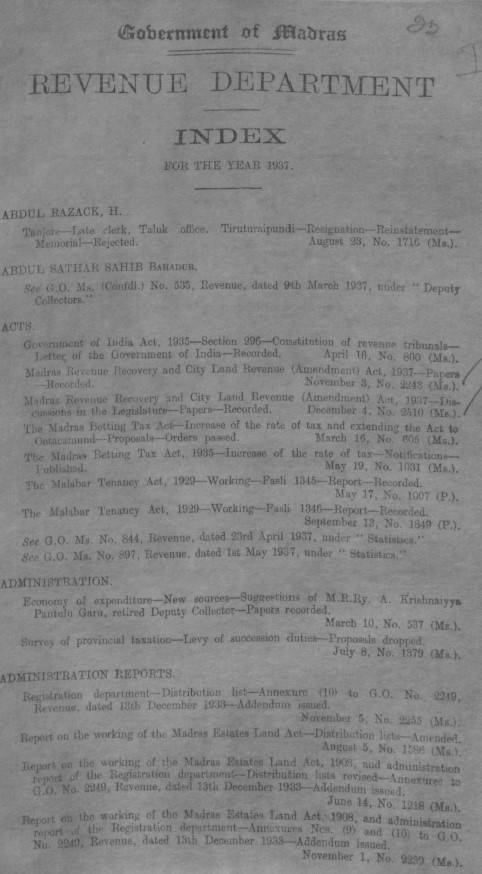 Government of Madras
25
REVENUE DEPARTMENT
INDEX
FOR THE YEAR 1937.
ABDUL RAZACK, H.
Tanjore—Late clerk, Taluk office, Tiruturaipundi—Resignation—Reinstatement—
Memorial—Rejected. August 23, No. 1716 (Ms.).
ABDUL SATHAR SAHIB BAHADUR.
See G.O. Ms. (Confdl.) No. 535, Revenue, dated 9th March 1937, under "Deputy
Collectors."
ACTS.
Government of India Act, 1935—Section 296—Constitution of revenue tribunals—
Letter of the Government of India—Recorded. April 16, No. 800 (Ms.).
Madras Revenue Recovery and City Land Revenue (Amendment) Act, 1937—Papers
—Recorded. November 3, No. 2243 (Ms.).
Madras Revenue Recovery and City Land Revenue (Amendment) Act, 1937—Dis-
cussions in the Legislature—Papers—Recorded. December 4, No. 2510 (Ms.).
The Madras Betting Tax Act—Increase of the rate of tax and extending the Act to
Ootacamund—Proposals—Orders passed. March 16, No. 605 (Ms.).
The Madras Betting Tax Act, 1935—Increase of the rate of tax—Notifications—
Published. May 19, No. 1031 (Ms.).
The Malabar Tenancy Act, 1929—Working—Fasli 1345—Report—Recorded.
May 17, No. 1007 (P.).
The Malabar Tenancy Act, 1929—Working—Fasli 1346—Report—Recorded.
September 13, No. 1849 (P.).
See G.O. Ms. No. 844, Revenue, dated 23rd April 1937, under "Statistics."
See G.O. Ms. No. 897, Revenue, dated 1st May 1937, under "Statistics."
ADMINISTRATION.
Economy of expenditure—New sources—Suggestions of M.R.Ry. A. Krishnaiyya
Pantulu Garu, retired Deputy Collector—Papers recorded.
March 10, No. 537 (Ms.).
Survey of provincial taxation—Levy of succession duties—Proposals dropped.
July 8, No. 1379 (Ms.).
ADMINISTRATION REPORTS.
Registration department—Distribution list—Annexure (10) to G.O. No. 2249,
Revenue, dated 13th December 1933—Addendum issued.
November 5, No. 2255 (Ms.).
Report on the working of the Madras Estates Land Act—Distribution lists—Amended.
August 5, No. 1586 (Ms.).
Report on the working of the Madras Estates Land Act, 1908, and administration
report of the Registration department—Distribution lists revised—Annexures to
G.O. No. 2249, Revenue, dated 13th December 1933—Addendum issued.
June 14, No. 1218 (Ms.).
Report on the working of the Madras Estates Land Act, 1908, and administration
report of the Registration department—Annexures Nos. (9) and (10) to G.O.
No. 2249, Revenue, dated 13th December 1933—Addendum issued.
November 1, No. 2239 (Ms.).